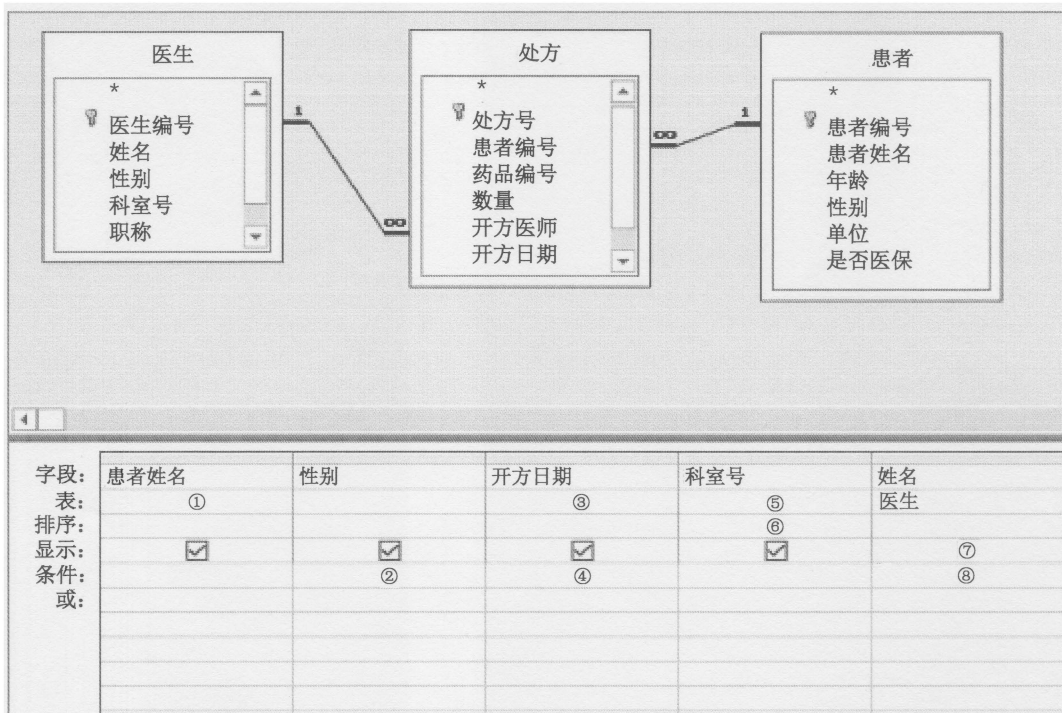 医生
*
医生编号
姓名
性别
科室号
职称
1
∞
处方
*
处方号
患者编号
药品编号
数量
开方医师
开方日期
∞
1
患者
*
患者编号
患者姓名
年龄
性别
单位
是否医保
字段： 患者姓名 性别 开方日期 科室号 姓名
表： ① ③ ⑤ 医生
排序： ⑥
显示： ⑦
条件： ② ④ ⑧
或：